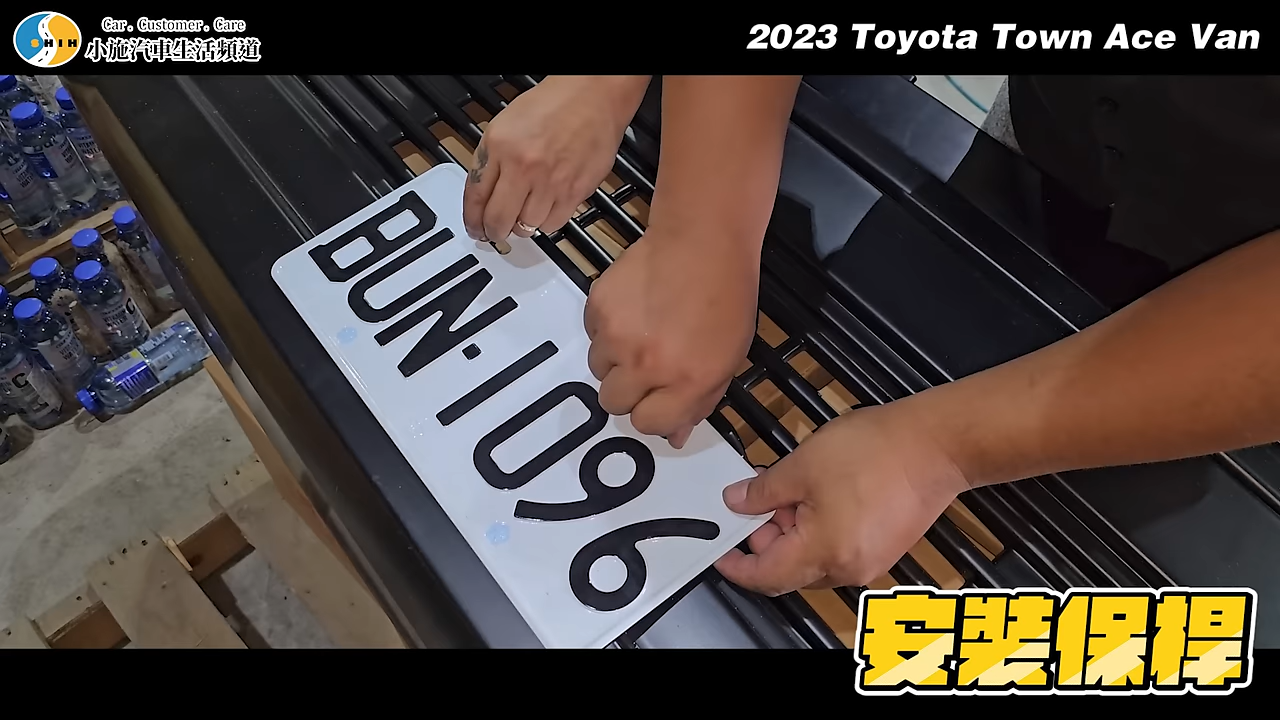 Car . Customer . Care
SHIH
小施汽車生活頻道
2023 Toyota Town Ace Van
BUN-1096
安裝保桿